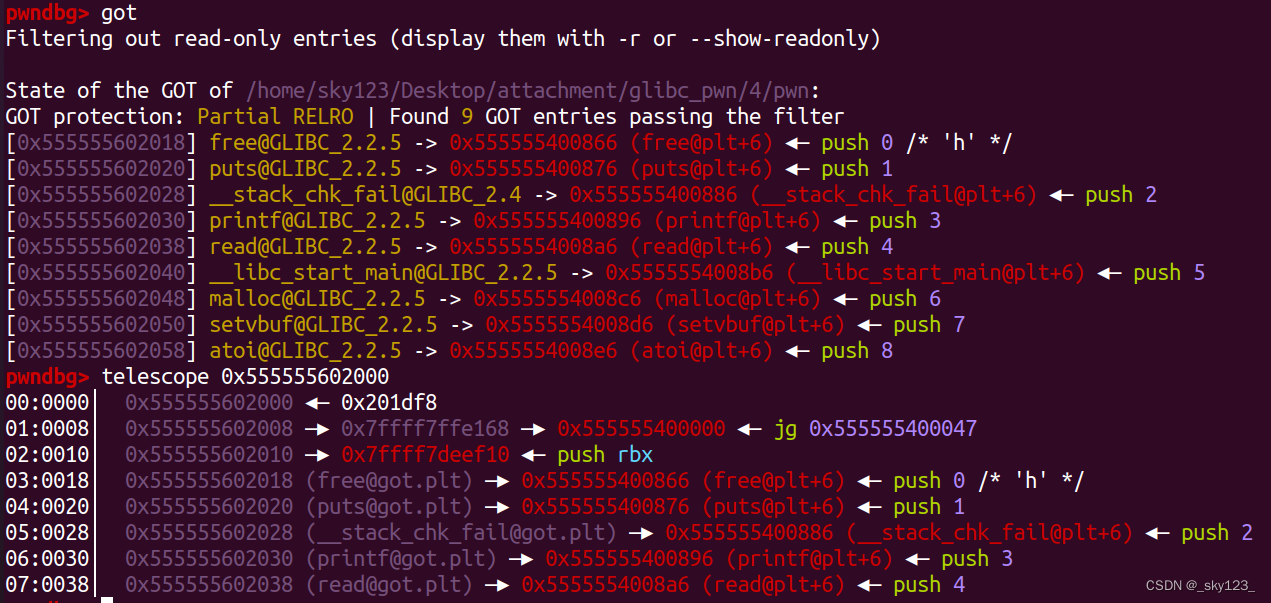 pwndbg> got
Filtering out read-only entries (display them with -r or --show-readonly)
State of the GOT of /home/sky123/Desktop/attachment/glibc_pwn/4/pwn:
GOT protection: Partial RELRO | Found 9 GOT entries passing the filter
[0x555555602018] free@GLIBC_2.2.5 -> 0x555555400866 (free@plt+6) ◂— push 0 /* 'h' */
[0x555555602020] puts@GLIBC_2.2.5 -> 0x555555400876 (puts@plt+6) ◂— push 1
[0x555555602028] __stack_chk_fail@GLIBC_2.4 -> 0x555555400886 (__stack_chk_fail@plt+6) ◂— push 2
[0x555555602030] printf@GLIBC_2.2.5 -> 0x555555400896 (printf@plt+6) ◂— push 3
[0x555555602038] read@GLIBC_2.2.5 -> 0x5555554008a6 (read@plt+6) ◂— push 4
[0x555555602040] __libc_start_main@GLIBC_2.2.5 -> 0x5555554008b6 (__libc_start_main@plt+6) ◂— push 5
[0x555555602048] malloc@GLIBC_2.2.5 -> 0x5555554008c6 (malloc@plt+6) ◂— push 6
[0x555555602050] setvbuf@GLIBC_2.2.5 -> 0x5555554008d6 (setvbuf@plt+6) ◂— push 7
[0x555555602058] atoi@GLIBC_2.2.5 -> 0x5555554008e6 (atoi@plt+6) ◂— push 8
pwndbg> telescope 0x555555602000
00:0000│ 0x555555602000 ◂— 0x201df8
01:0008│ 0x555555602008 —▸ 0x7ffff7ffe168 —▸ 0x555555400000 ◂— jg 0x555555400047
02:0010│ 0x555555602010 —▸ 0x7ffff7deef10 ◂— push rbx
03:0018│ 0x555555602018 (free@got.plt) —▸ 0x555555400866 (free@plt+6) ◂— push 0 /* 'h' */
04:0020│ 0x555555602020 (puts@got.plt) —▸ 0x555555400876 (puts@plt+6) ◂— push 1
05:0028│ 0x555555602028 (__stack_chk_fail@got.plt) —▸ 0x555555400886 (__stack_chk_fail@plt+6) ◂— push 2
06:0030│ 0x555555602030 (printf@got.plt) —▸ 0x555555400896 (printf@plt+6) ◂— push 3
07:0038│ 0x555555602038 (read@got.plt) —▸ 0x5555554008a6 (read@plt+6) ◂— push 4
CSDN @_sky123_